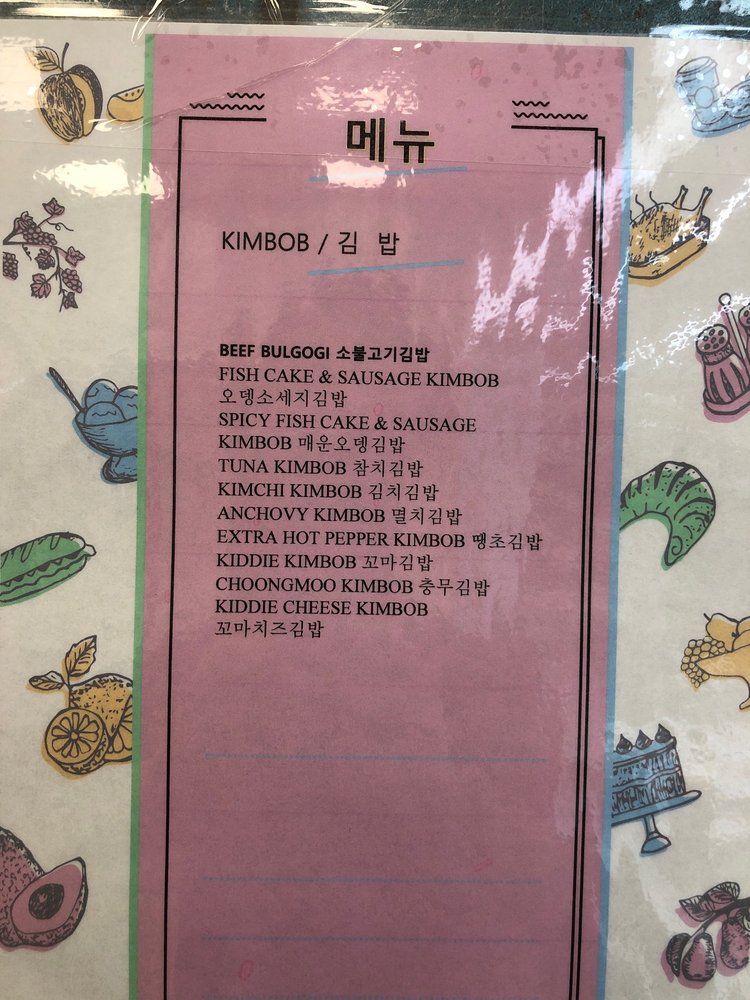 메뉴
KIMBOB / 김 밥
BEEF BULGOGI 소불고기김밥
FISH CAKE & SAUSAGE KIMBOB
오뎅소세지김밥
SPICY FISH CAKE & SAUSAGE
KIMBOB 매운오뎅김밥
TUNA KIMBOB 참치김밥
KIMCHI KIMBOB 김치김밥
ANCHOVY KIMBOB 멸치김밥
EXTRA HOT PEPPER KIMBOB 땡초김밥
KIDDIE KIMBOB 꼬마김밥
CHOONGMOO KIMBOB 충무김밥
KIDDIE CHEESE KIMBOB
꼬마치즈김밥